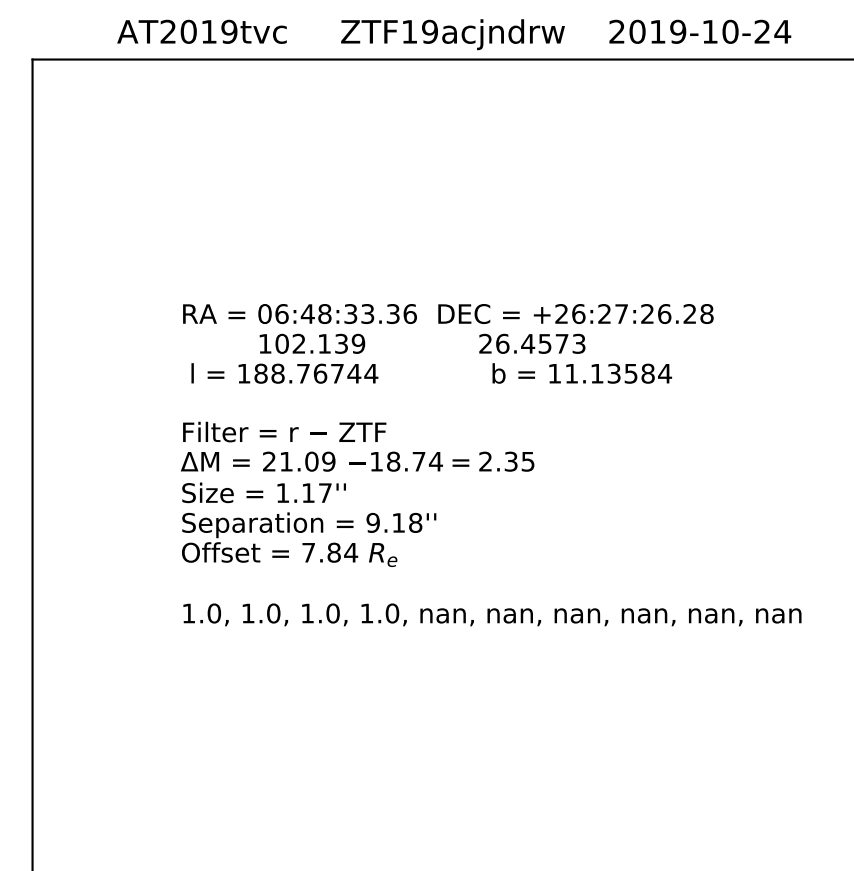 AT2019tvc ZTF19acjndrw 2019-10-24
RA = 06:48:33.36 DEC = +26:27:26.28
102.139 26.4573
l = 188.76744 b = 11.13584
Filter = r − ZTF
ΔM = 21.09 −18.74 = 2.35
Size = 1.17''
Separation = 9.18''
Offset = 7.84 Re
1.0, 1.0, 1.0, 1.0, nan, nan, nan, nan, nan, nan